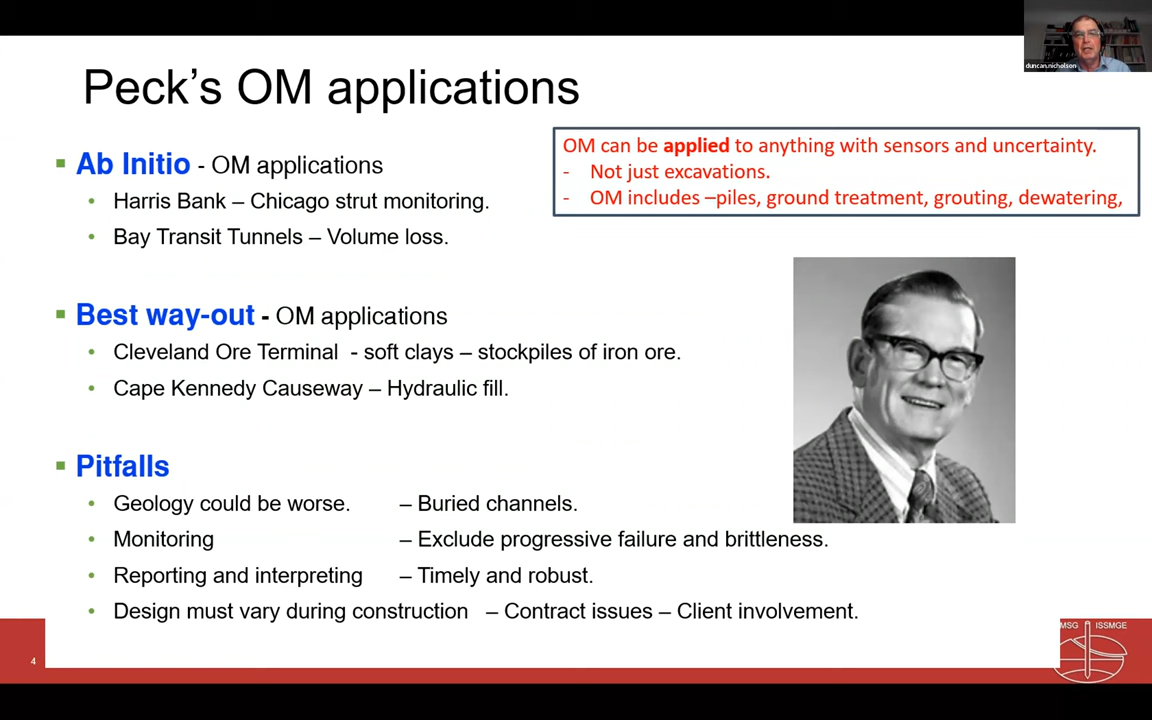 duncan.nicholson
Peck’s OM applications
Ab Initio - OM applications
Harris Bank – Chicago strut monitoring.
Bay Transit Tunnels – Volume loss.
OM can be applied to anything with sensors and uncertainty.
- Not just excavations.
- OM includes –piles, ground treatment, grouting, dewatering,
Best way-out - OM applications
Cleveland Ore Terminal - soft clays – stockpiles of iron ore.
Cape Kennedy Causeway – Hydraulic fill.
Pitfalls
Geology could be worse. – Buried channels.
Monitoring – Exclude progressive failure and brittleness.
Reporting and interpreting – Timely and robust.
Design must vary during construction – Contract issues – Client involvement.
MSG ISSMGE
4